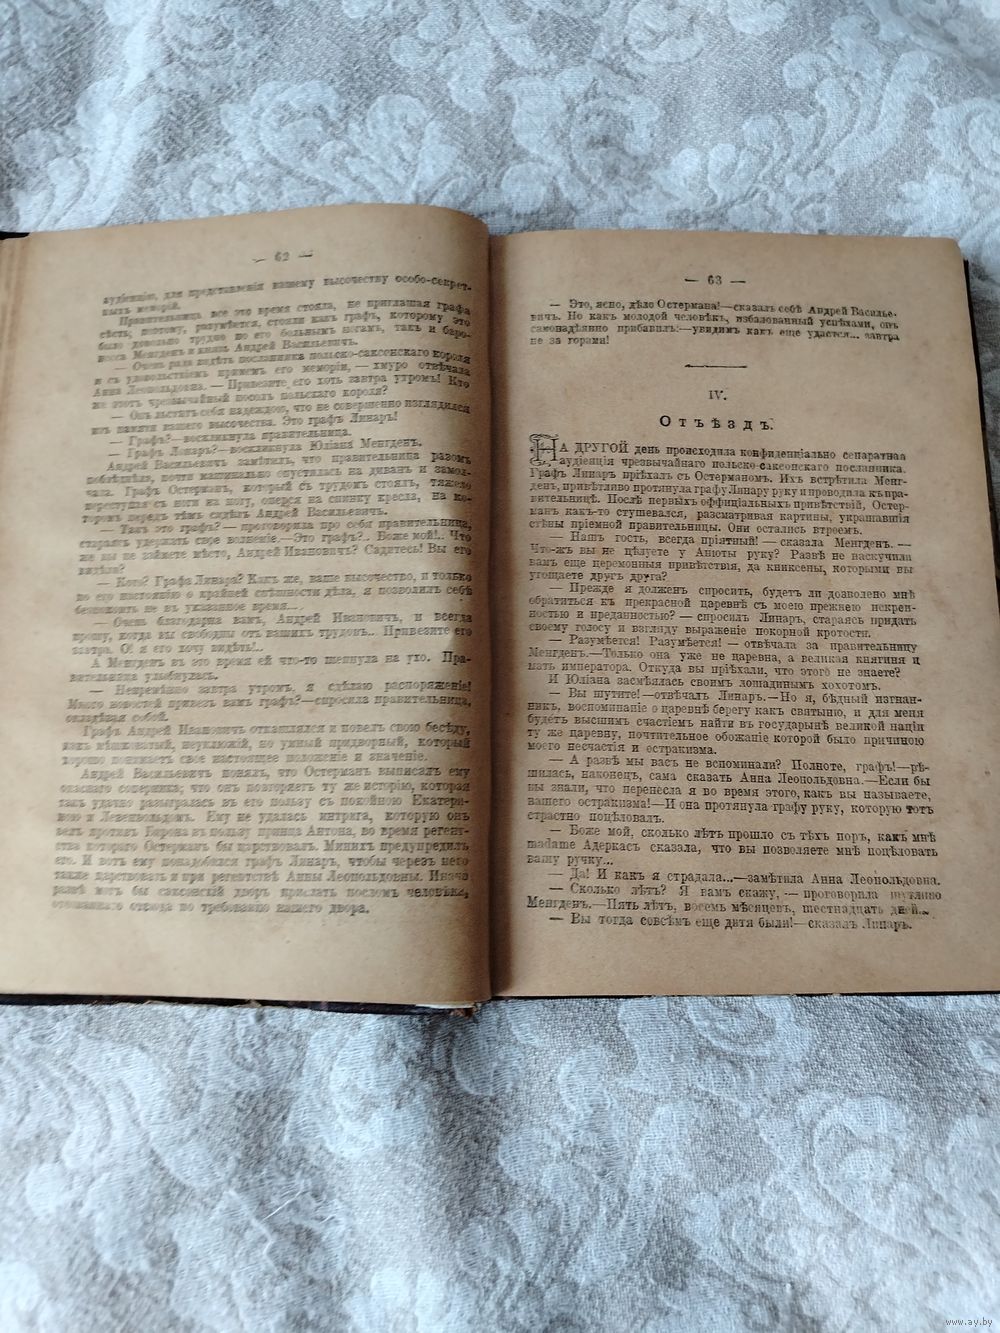 — 62 —
аудіенцію, для представленія вашему высочеству особо-секрет-
ныхъ меморій.
Правительница все это время стояла, не приглашая графа
сѣсть; поэтому, разумѣется, стояли какъ графъ, которому это
было довольно трудно по его больнымъ ногамъ, такъ и баро-
несса Менгденъ и князь Андрей Васильевичъ.
— Очень рада видѣть посланника польско-саксонскаго короля
и съ удовольствіемъ примемъ его меморіи, — хмуро отвѣчала
Анна Леопольдовна. — Привезите его хоть завтра утромъ! Кто
же этотъ чрезвычайный посолъ польскаго короля?
— Онъ льститъ себя надеждою, что не совершенно изгладился
изъ памяти вашего высочества. Это графъ Линаръ!
— Графъ?—воскликнула правительница.
— Графъ Линаръ?—воскликнула Юліана Менгденъ.
Андрей Васильевичъ замѣтилъ, что правительница разомъ
поблѣднѣла, почти машинально опустилась на диванъ и замол-
чала. Графъ Остерманъ, который съ трудомъ стоялъ, тяжело
переступая съ ноги на ногу, оперся на спинку кресла, на ко-
торомъ передъ тѣмъ сидѣлъ Андрей Васильевичъ.
— Такъ это графъ? — проговорила про себя правительница,
стараясь удержать свое волненіе.—Это графъ?.. Боже мой!.. Что
же вы не займете мѣсто, Андрей Ивановичъ? Садитесь! Вы его
видѣли?
— Кого? Графа Линара? Какъ же, ваше высочество, и только
по его настоянію о крайней спѣшности дѣла, я позволилъ себѣ
безпокоить не въ указанное время...
— Очень благодарна вамъ, Андрей Ивановичъ, и всегда
прошу, когда вы свободны отъ вашихъ трудовъ... Привезите его
завтра. О! я его хочу видѣть!..
А Менгденъ въ это время ей что-то шепнула на ухо. Пра-
вительница улыбнулась.
— Непремѣнно завтра утромъ, я сдѣлаю распоряженіе!
Много новостей привезъ вамъ графъ?—спросила правительница,
овладѣвая собой.
Графъ Андрей Ивановичъ откашлялся и повелъ свою бесѣду,
какъ мѣшковатый, неуклюжій, но умный придворный, который
хорошо понимаетъ свое настоящее положеніе и значеніе.
Андрей Васильевичъ понялъ, что Остерманъ выписалъ ему
опаснаго соперника; что онъ повторяетъ ту же исторію, которая
такъ удачно разыгралась въ его пользу съ покойною Екатери-
ною и Левенвольдомъ. Ему не удалась интрига, которую онъ
велъ противъ Бирона въ пользу принца Антона, во время регент-
ства котораго Остерманъ бы царствовалъ. Минихъ предупредилъ
его. И вотъ ему понадобился графъ Линаръ, чтобы черезъ него
также царствовать и при регентствѣ Анны Леопольдовны. Иначе
развѣ могъ бы саксонскій дворъ прислать посломъ человѣка,
отозваннаго отсюда по требованію нашего двора.
— 63 —
— Это, ясно, дѣло Остермана!—сказалъ себѣ Андрей Василье-
вичъ. Но какъ молодой человѣкъ, избалованный успѣхами, онъ
самонадѣянно прибавилъ:—увидимъ какъ еще удастся... завтра
не за горами!
IV.
Отъѣздъ.
НА ДРУГОЙ день происходила конфиденціально сепаратная
аудіенція чрезвычайнаго польско-саксонскаго посланника.
Графъ Линаръ пріѣхалъ съ Остерманомъ. Ихъ встрѣтила Менг-
денъ, привѣтливо протянула графу Линару руку и проводила къ пра-
вительницѣ. Послѣ первыхъ оффиціальныхъ привѣтствій, Остер-
манъ какъ-то стушевался, разсматривая картины, украшавшія
стѣны пріемной правительницы. Они остались втроемъ.
— Нашъ гость, всегда пріятный! — сказала Менгденъ. —
Что-жъ вы не цѣлуете у Анюты руку? Развѣ не наскучили
вамъ еще церемонныя привѣтствія, да книксены, которыми вы
угощаете другъ друга?
— Прежде я долженъ спросить, будетъ ли дозволено мнѣ
обратиться къ прекрасной царевнѣ съ моею прежнею искрен-
ностью и преданностью? — спросилъ Линаръ, стараясь придать
своему голосу и взгляду выраженіе покорной кротости.
— Разумѣется! Разумѣется! — отвѣчала за правительницу
Менгденъ.—Только она уже не царевна, а великая княгиня и
мать императора. Откуда вы пріѣхали, что этого не знаете?
И Юліана засмѣялась своимъ лошадинымъ хохотомъ.
— Вы шутите!—отвѣчалъ Линаръ.—Но я, бѣдный изгнан-
никъ, воспоминаніе о царевнѣ берегу какъ святыню, и для меня
будетъ высшимъ счастіемъ найти въ государынѣ великой націи
ту же царевну, почтительное обожаніе которой было причиною
моего несчастія и остракизма.
— А развѣ мы васъ не вспоминали? Полноте, графъ!—рѣ-
шилась, наконецъ, сама сказать Анна Леопольдовна.—Если бы
вы знали, что перенесла я во время этого, какъ вы называете,
вашего остракизма!—И она протянула графу руку, которую тотъ
страстно поцѣловалъ.
— Боже мой, сколько лѣтъ прошло съ тѣхъ поръ, какъ мнѣ
madame Адеркасъ сказала, что вы позволяете мнѣ поцѣловать
вашу ручку...
— Да! И какъ я страдала...—замѣтила Анна Леопольдовна.
— Сколько лѣтъ? Я вамъ скажу, — проговорила шутливо
Менгденъ.—Пять лѣтъ, восемь мѣсяцевъ, шестнадцать дней...
— Вы тогда совсѣмъ еще дитя были!—сказалъ Линаръ.
www.ay.by